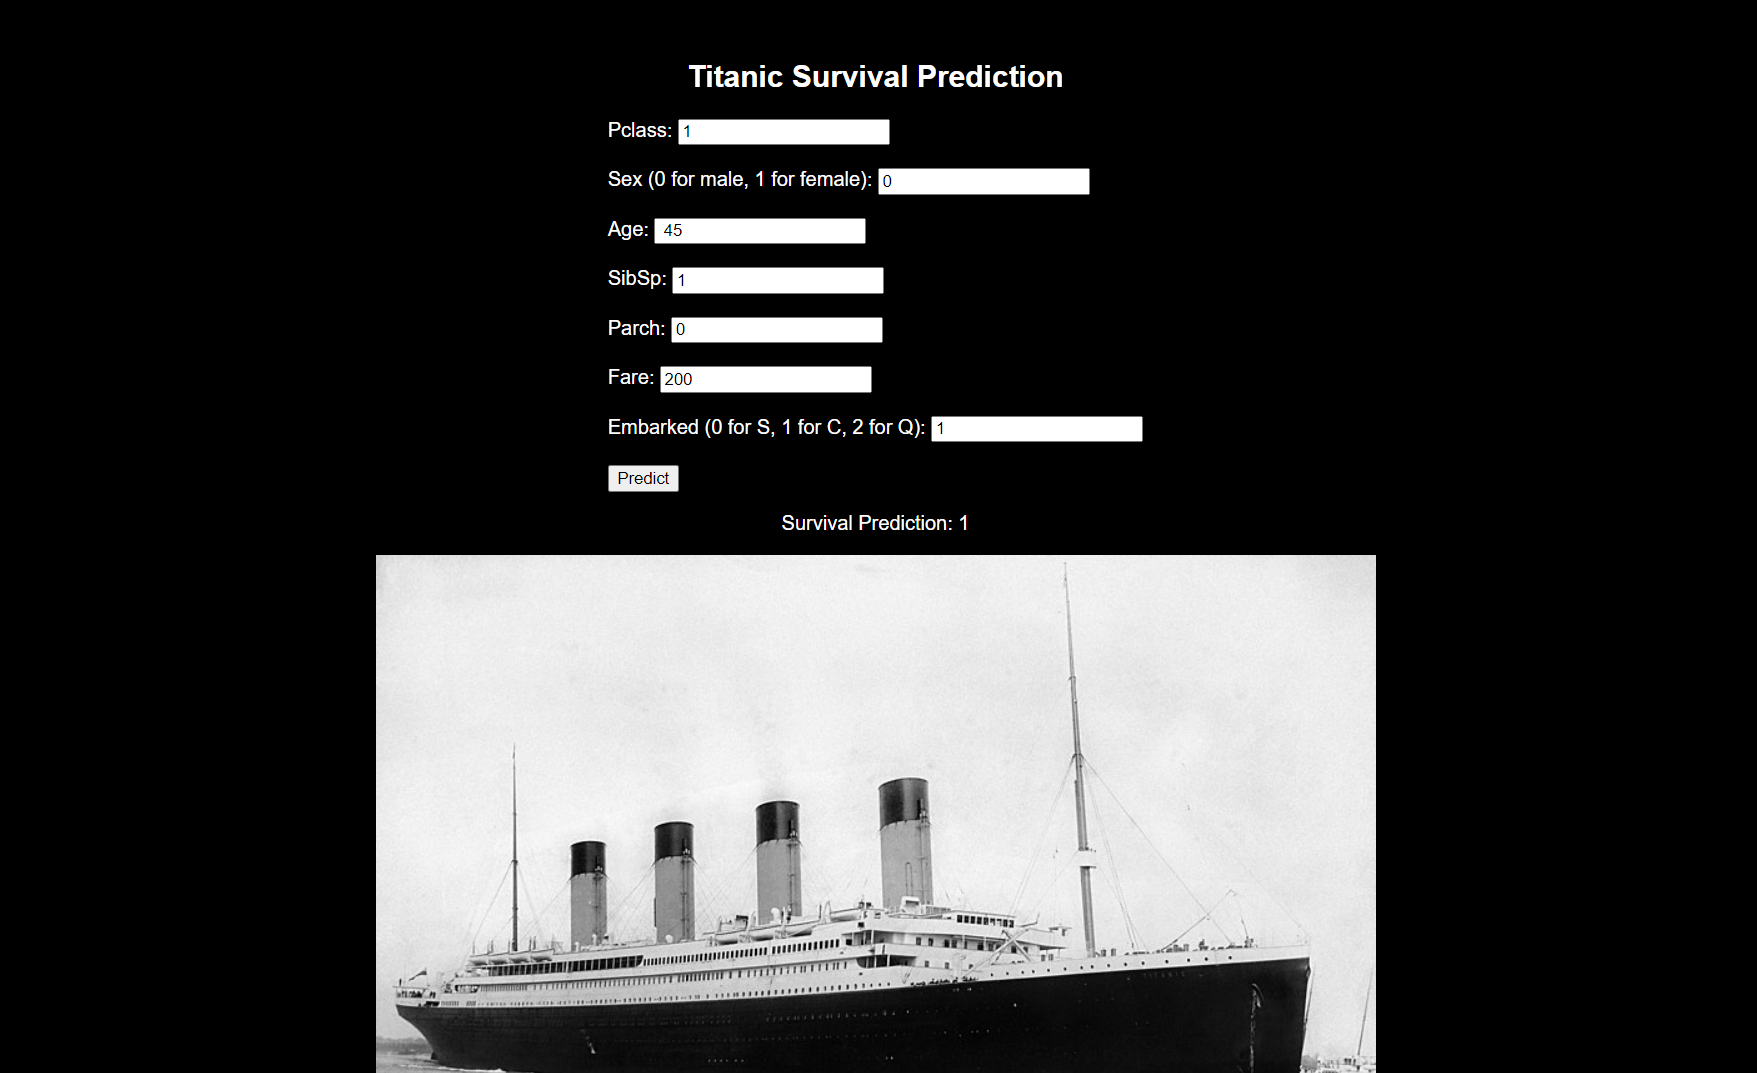 Titanic Survival Prediction
Pclass: 1
Sex (0 for male, 1 for female): 0
Age: 45
SibSp: 1
Parch: 0
Fare: 200
Embarked (0 for S, 1 for C, 2 for Q): 1
Predict
Survival Prediction: 1